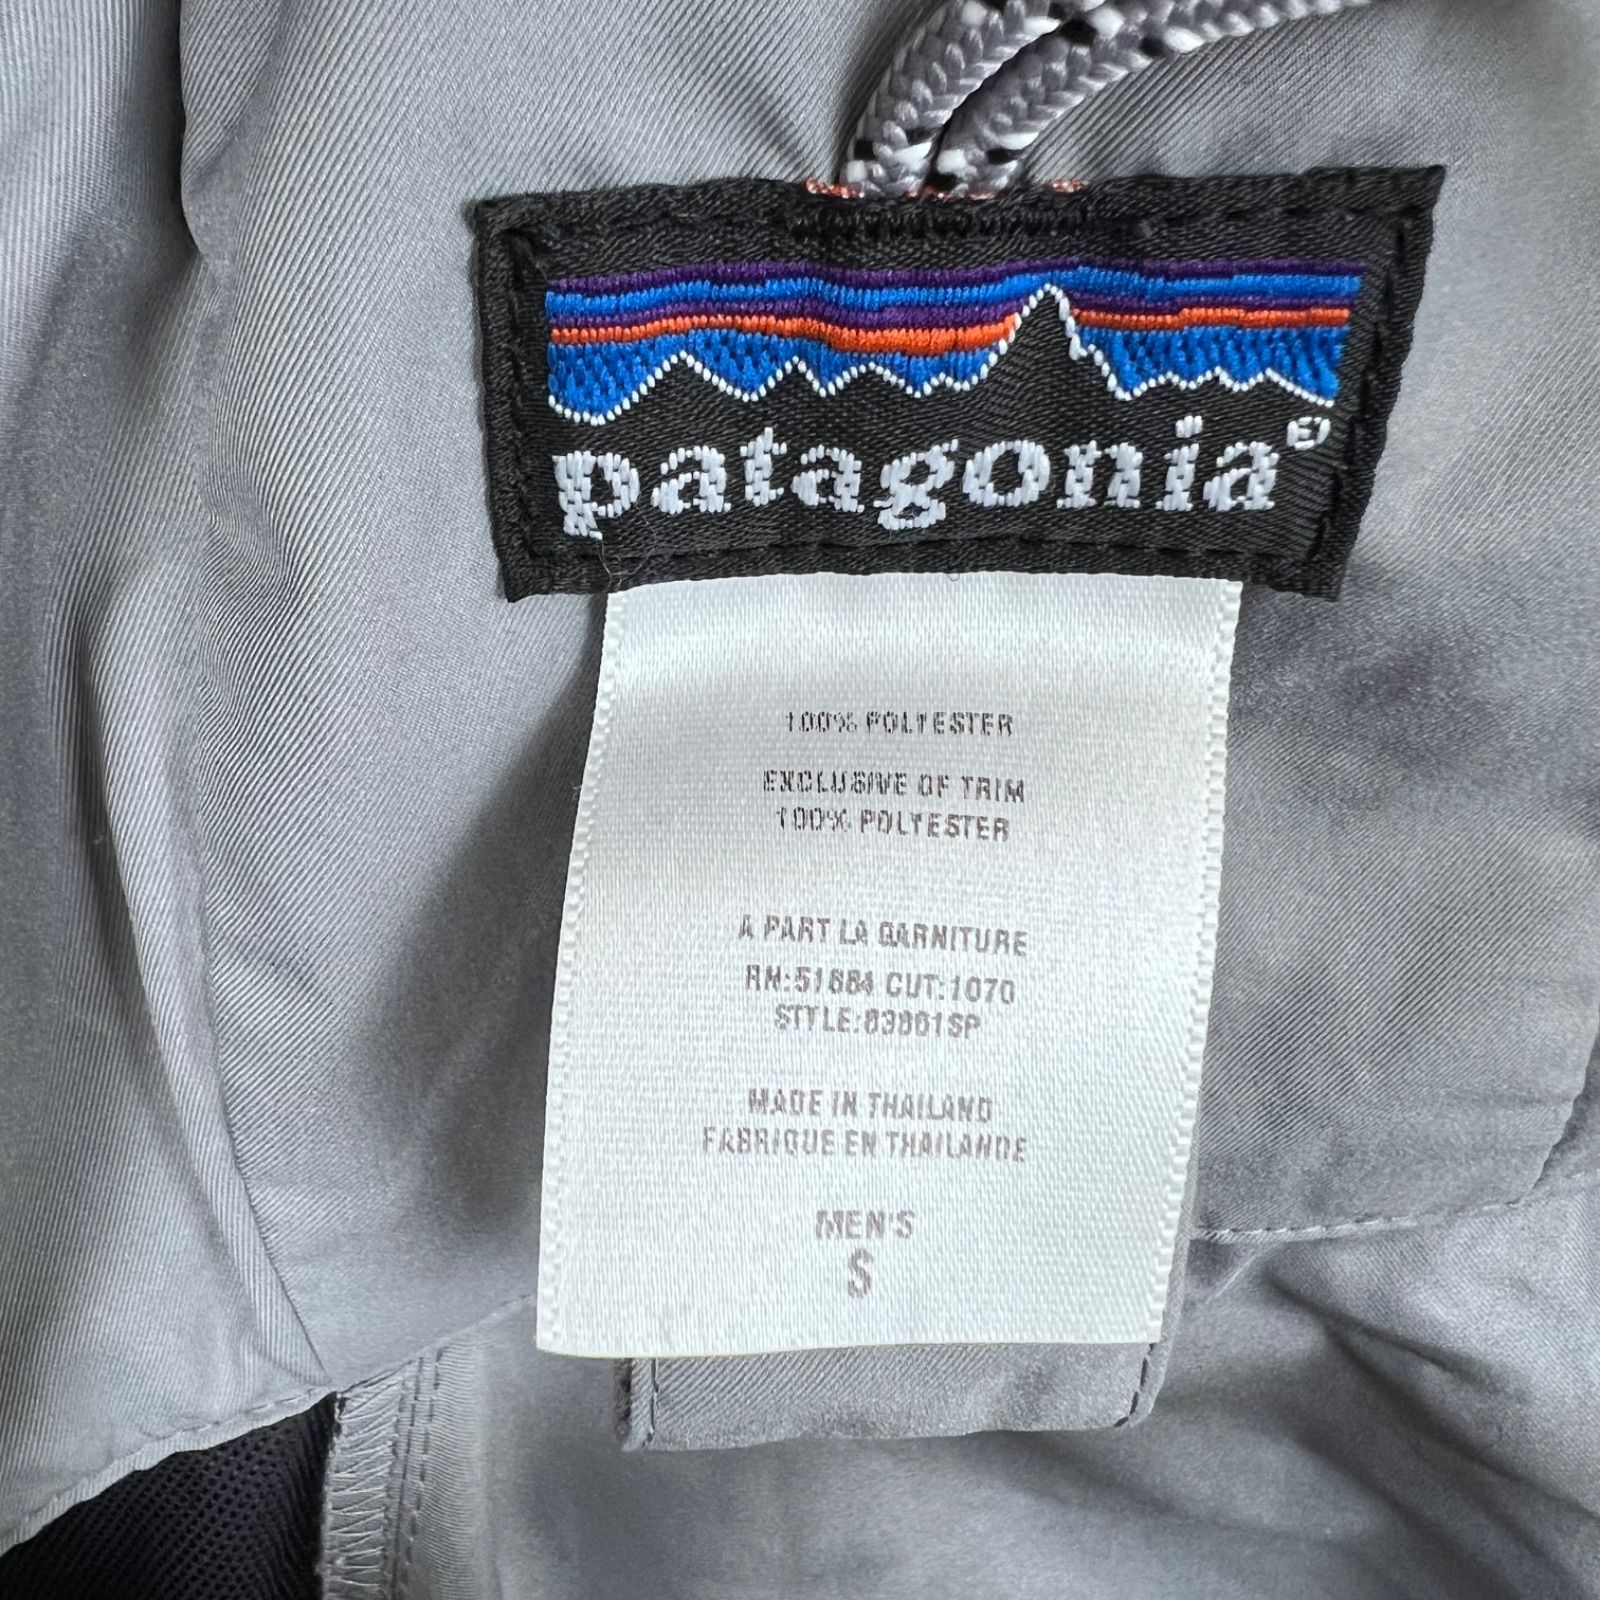 patagonia®
100% POLYESTER
EXCLUSIVE OF TRIM
100% POLYESTER
A PART LA GARNITURE
RN:51884 CUT:1070
STYLE:83861SP
MADE IN THAILAND
FABRIQUE EN THAILANDE
MEN'S
S